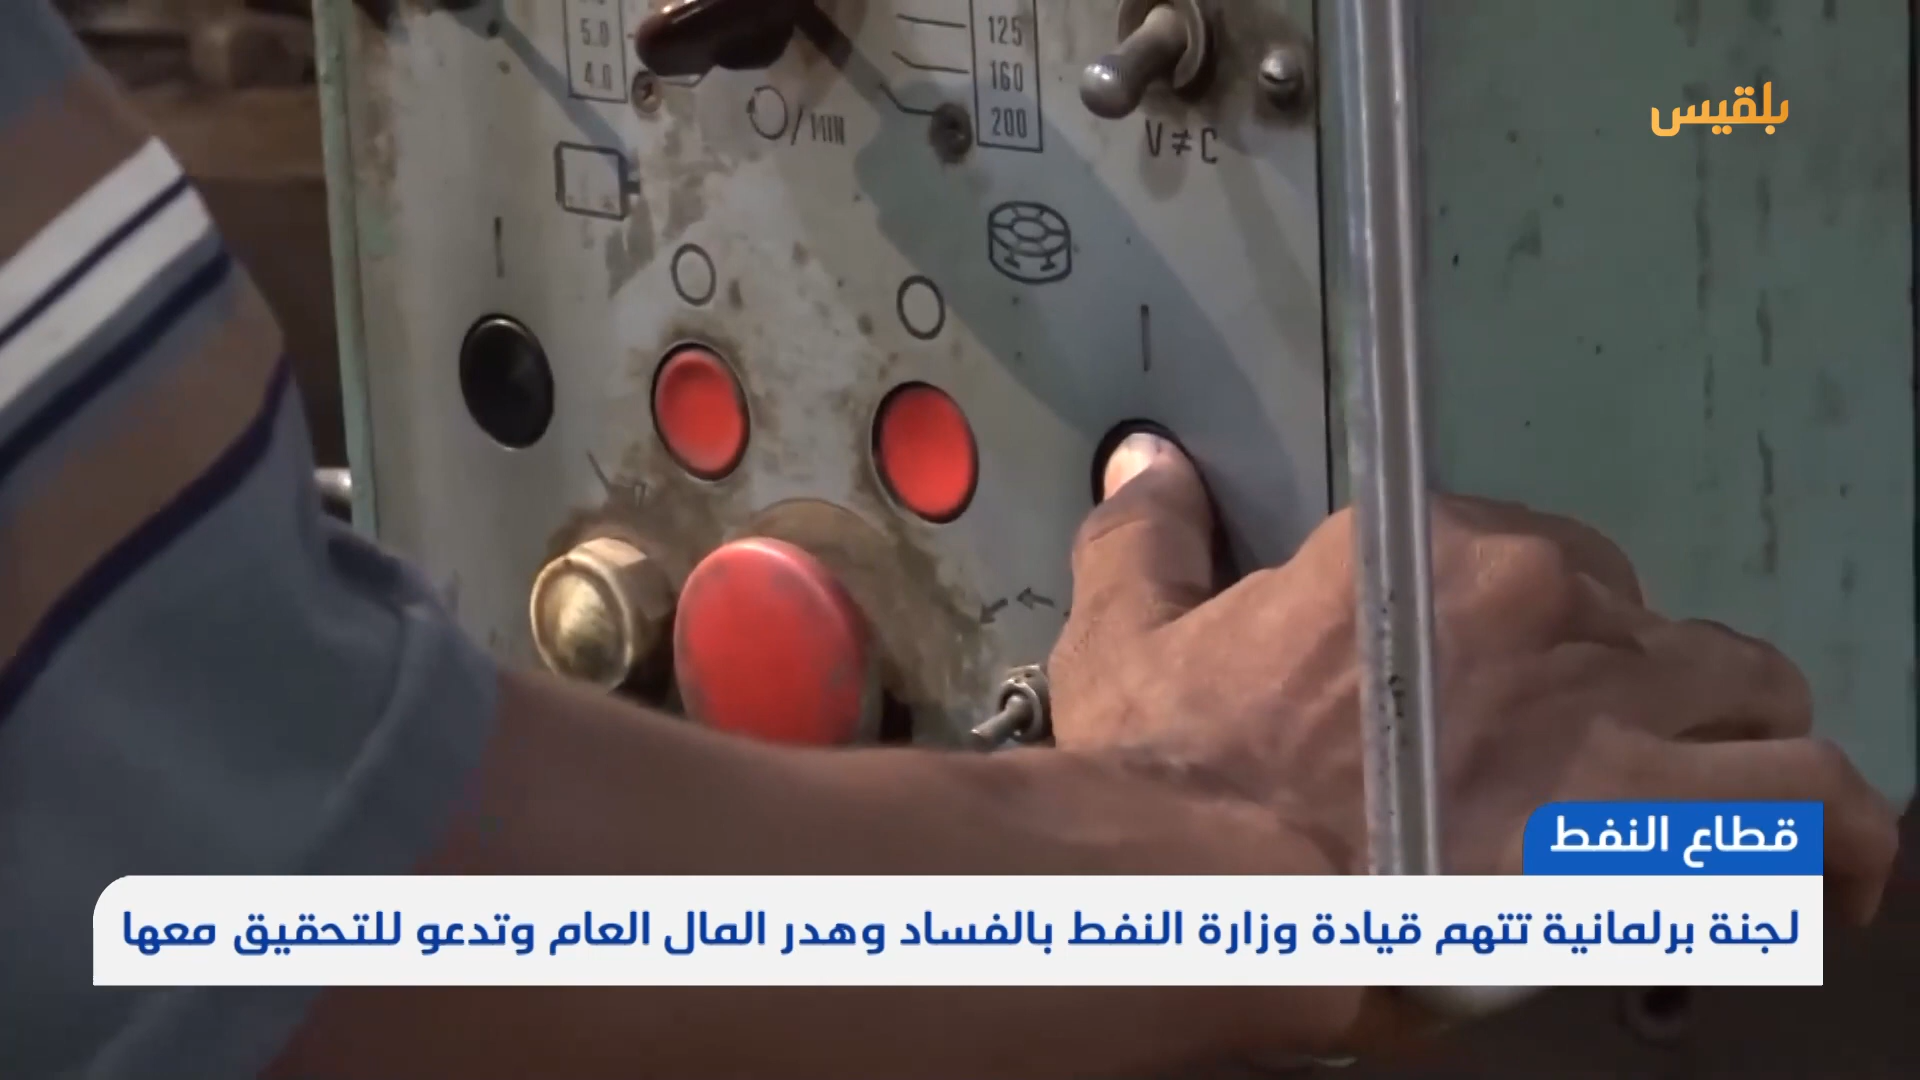 5.0
4.0
125
160
200
/MIN
V≠C
بلقيس
قطاع النفط
لجنة برلمانية تتهم قيادة وزارة النفط بالفساد وهدر المال العام وتدعو للتحقيق معها